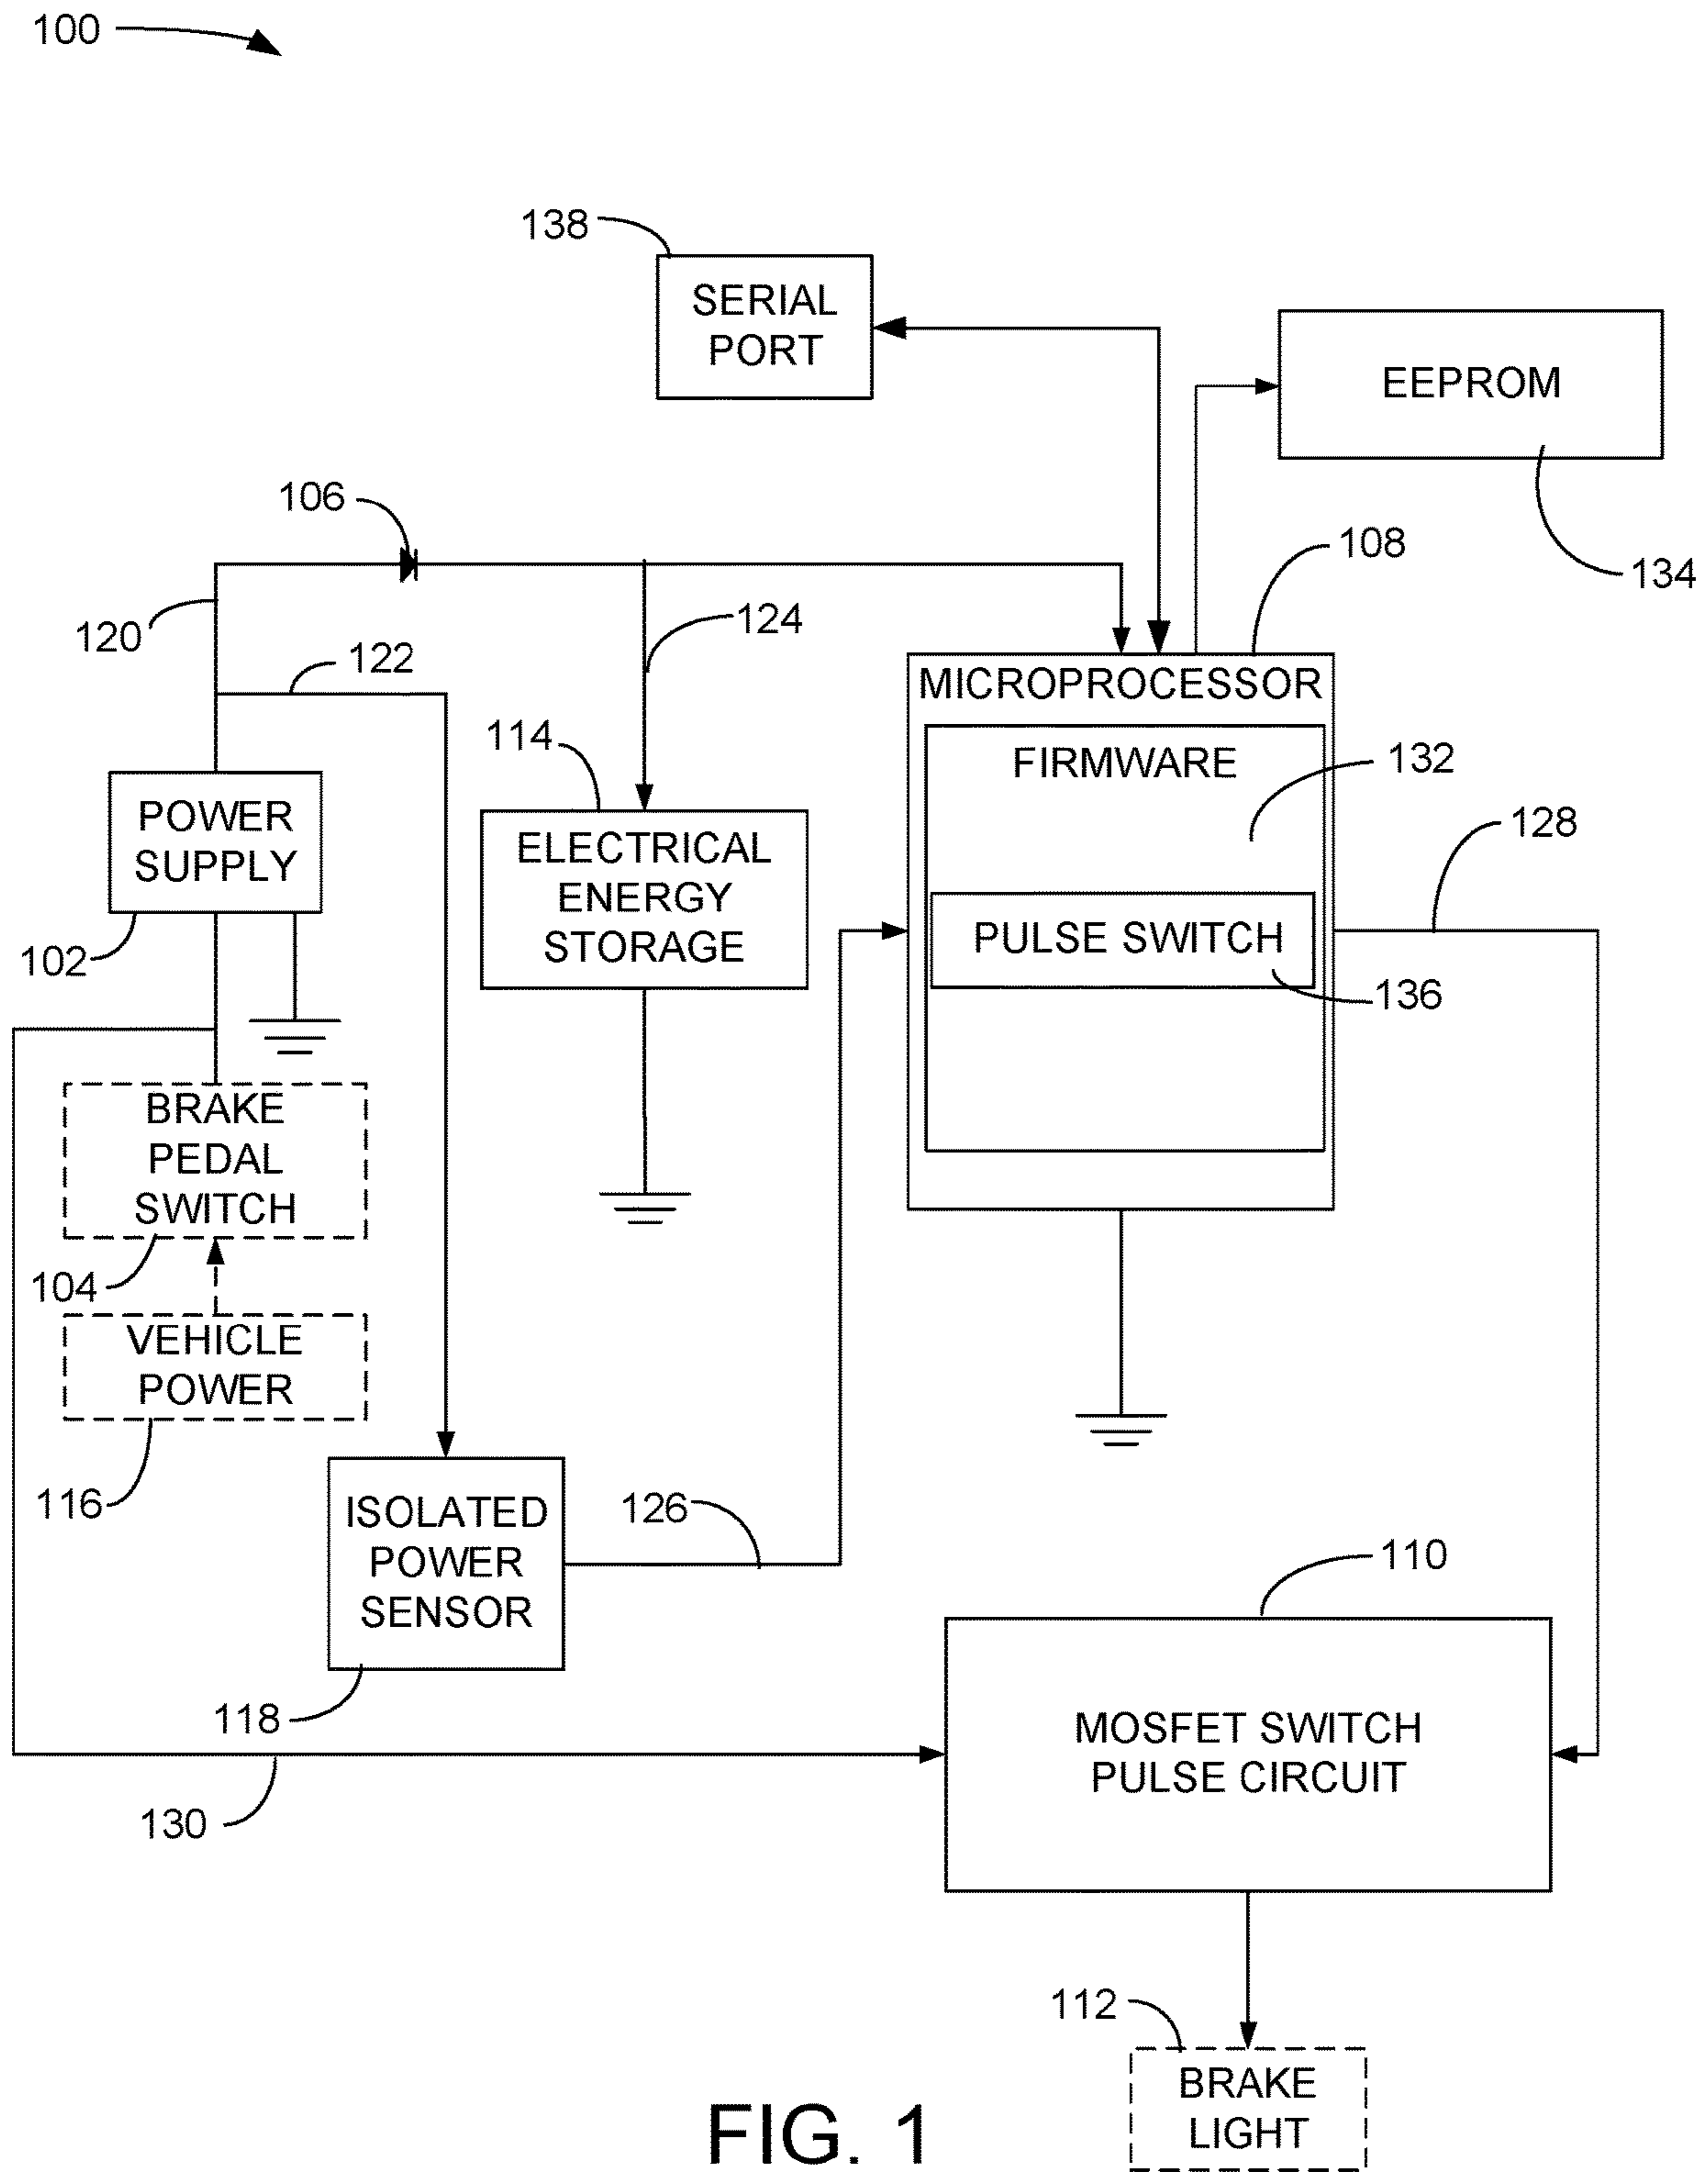 100
138
SERIAL
PORT
EEPROM
134
106
108
120
122
124
MICROPROCESSOR
114
FIRMWARE
132
POWER
SUPPLY
102
ELECTRICAL
ENERGY
STORAGE
128
PULSE SWITCH
136
BRAKE
PEDAL
SWITCH
104
VEHICLE
POWER
116
ISOLATED
POWER
SENSOR
118
126
110
MOSFET SWITCH
PULSE CIRCUIT
130
112
BRAKE
LIGHT
FIG. 1